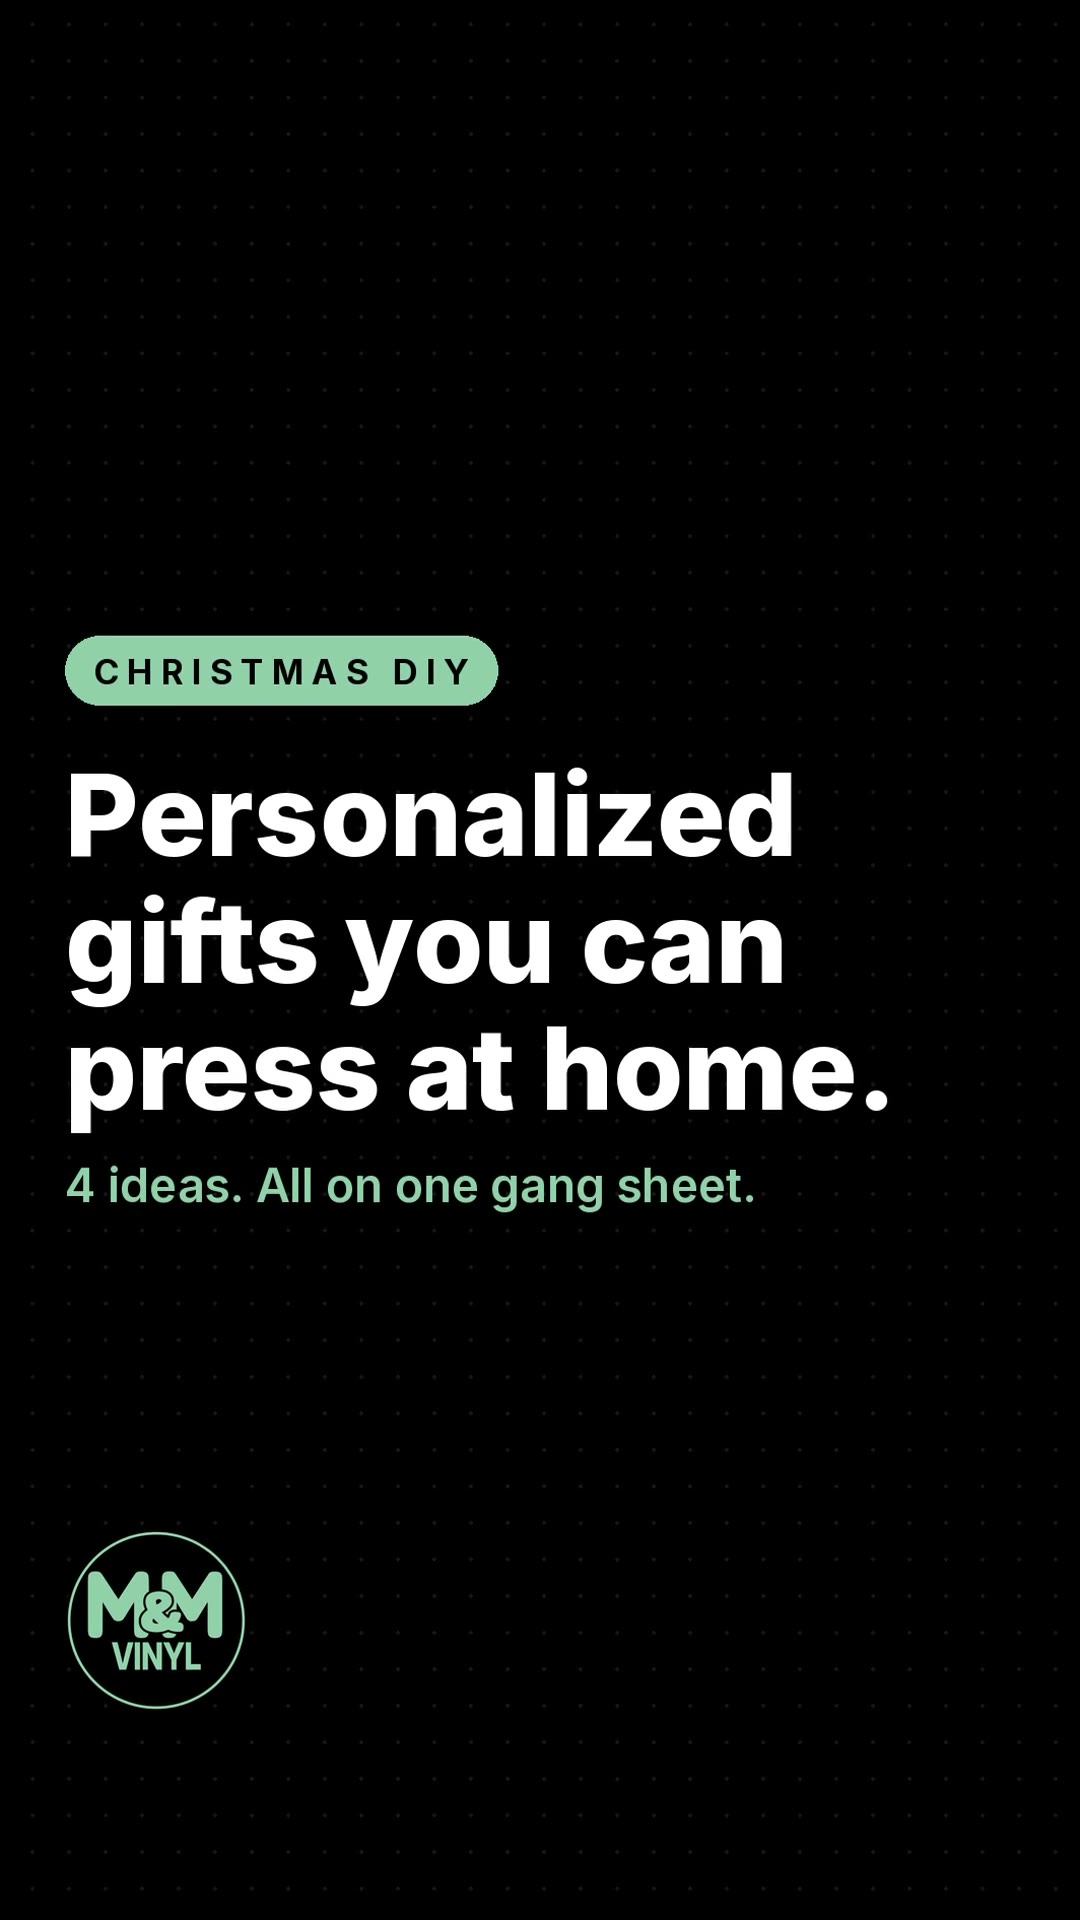 CHRISTMAS DIY
Personalized
gifts you can
press at home.
4 ideas. All on one gang sheet.
M&M
VINYL